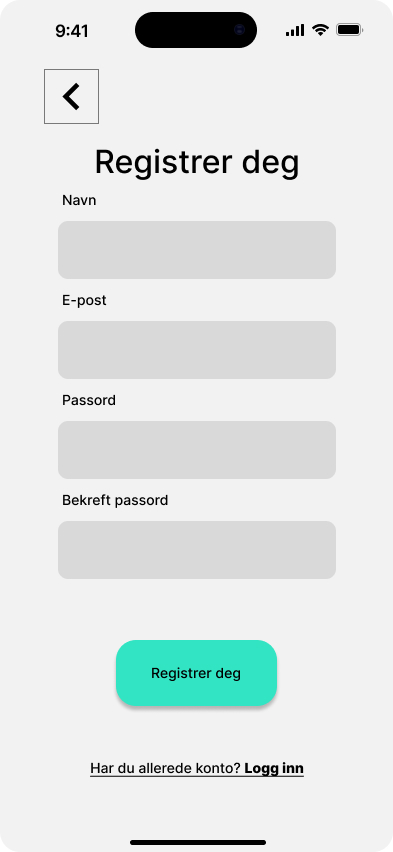 9:41
Registrer deg
Navn
E-post
Passord
Bekreft passord
Registrer deg
Har du allerede konto? Logg inn